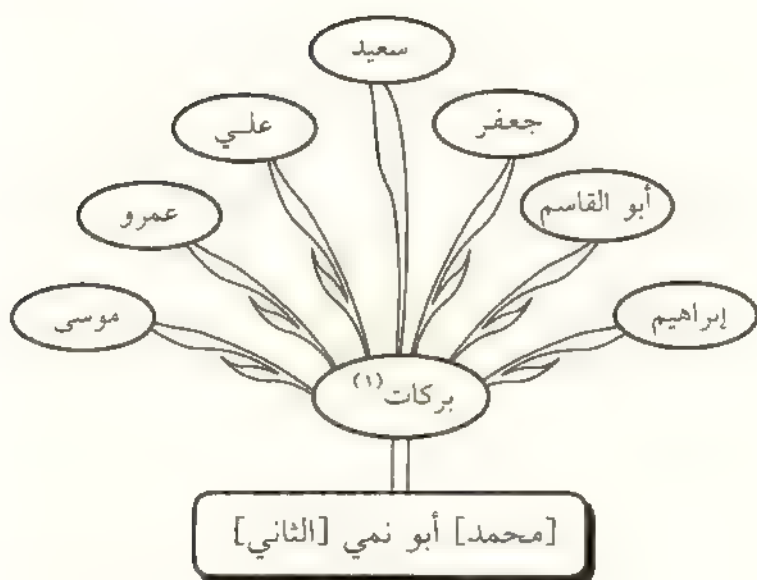 سعيد
جعفر
علي
أبو القاسم
عمرو
إبراهيم
موسى
بركات (١)
[محمد] أبو نمي [الثاني]